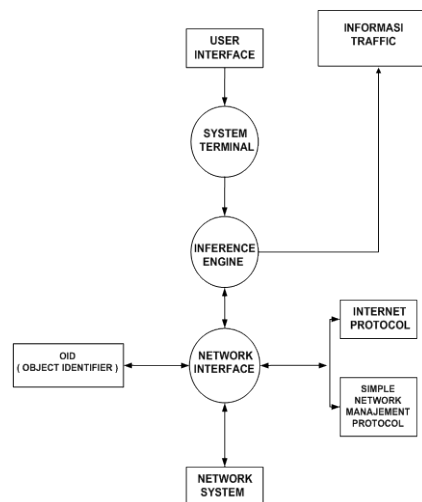 USER
INTERFACE
INFORMASI
TRAFFIC
SYSTEM
TERMINAL
INFERENCE
ENGINE
INTERNET
PROTOCOL
OID
( OBJECT IDENTIFIER )
NETWORK
INTERFACE
SIMPLE
NETWORK
MANAJEMENT
PROTOCOL
NETWORK
SYSTEM